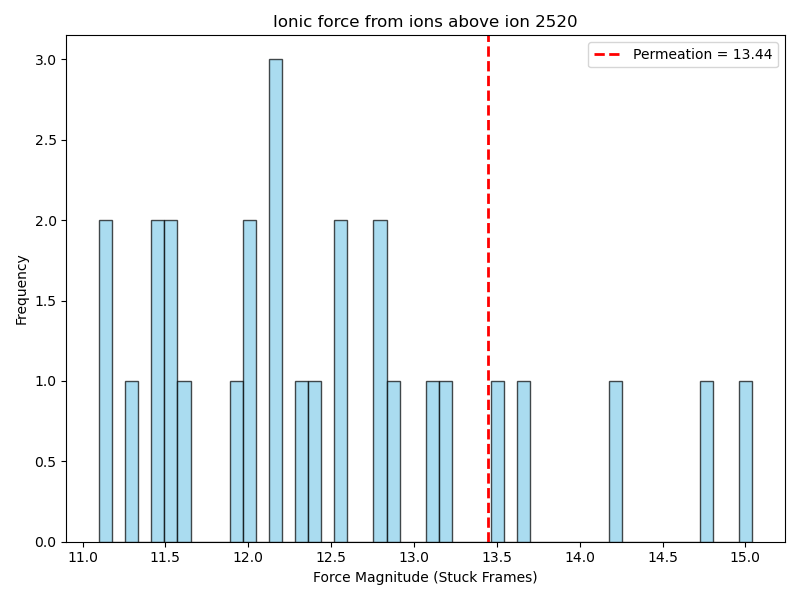 Ionic force from ions above ion 2520
Permeation = 13.44
3.0
2.5
2.0
1.5
1.0
0.5
0.0
Frequency
11.0 11.5 12.0 12.5 13.0 13.5 14.0 14.5 15.0
Force Magnitude (Stuck Frames)